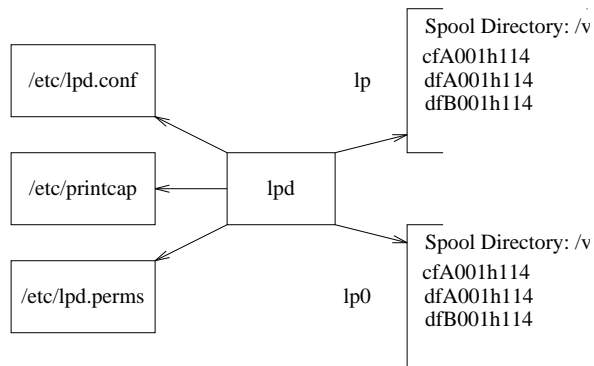 /etc/lpd.conf
/etc/printcap
/etc/lpd.perms
lpd
lp
Spool Directory: /v
cfA001h114
dfA001h114
dfB001h114
lp0
Spool Directory: /v
cfA001h114
dfA001h114
dfB001h114